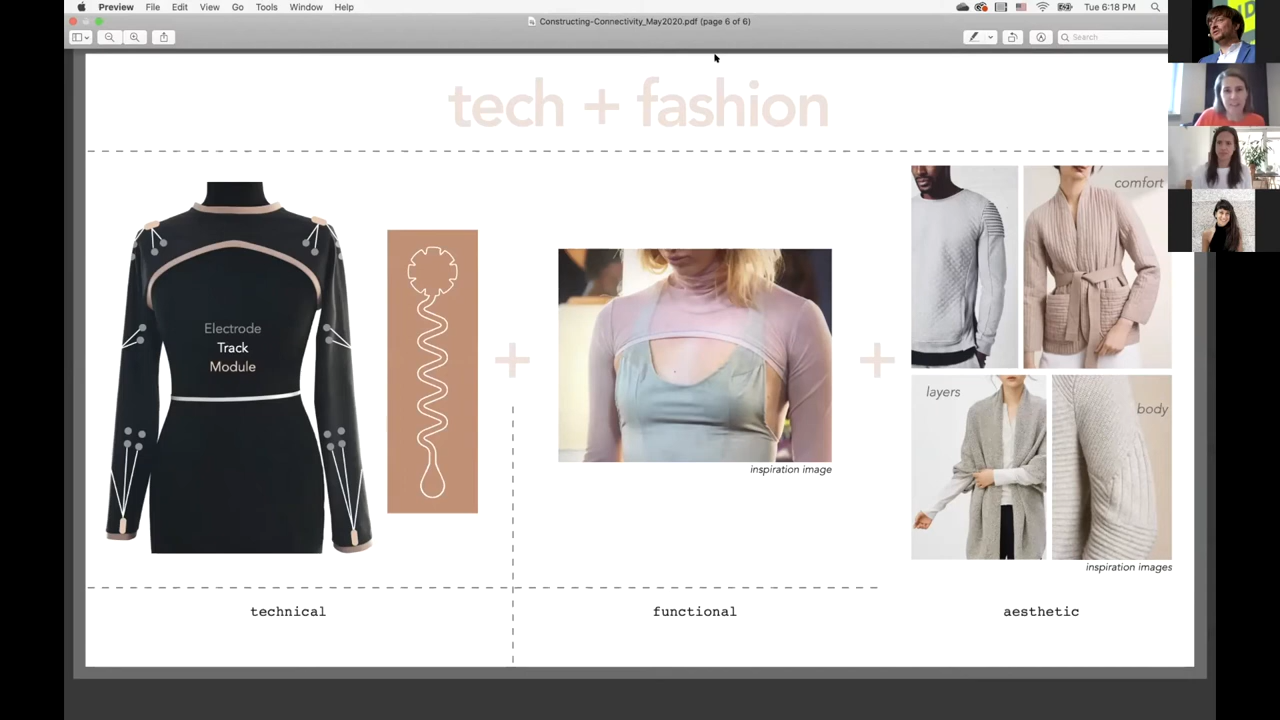 Preview File Edit View Go Tools Window Help
Tue 6:18 PM
Constructing-Connectivity_May2020.pdf (page 6 of 6)
Search
tech + fashion
Electrode
Track
Module
+
inspiration image
+
comfort
layers
body
inspiration images
technical
functional
aesthetic